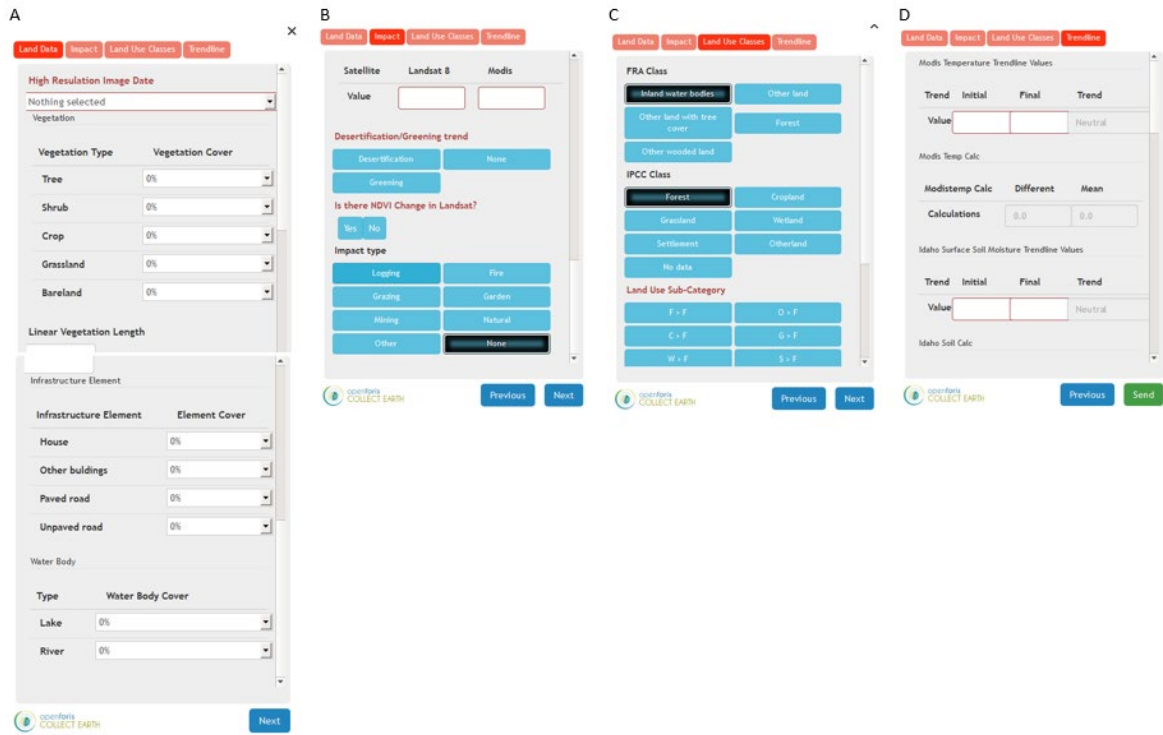 A
Land Data Impact Land Use Classes Trendline
High Resulation Image Date
Nothing selected
Vegetation
Vegetation Type Vegetation Cover
Tree 0%
Shrub 0%
Crop 0%
Grassland 0%
Bareland 0%
Linear Vegetation Length
Infrastructure Element
Infrastructure Element Element Cover
House 0%
Other buldings 0%
Paved road 0%
Unpaved road 0%
Water Body
Type Water Body Cover
Lake 0%
River 0%
openforis
COLLECT EARTH
Next
B
Land Data Impact Land Use Classes Trendline
Satellite Landsat 8 Modis
Value
Desertification/Greening trend
Desertification None
Greening
Is there NDVI Change in Landsat?
Yes No
Impact type
Logging Fire
Grazing Garden
Mining Natural
Other None
openforis
COLLECT EARTH
Previous Next
C
Land Data Impact Land Use Classes Trendline
FRA Class
Inland water bodies Other land
Other land with tree
cover Forest
Other wooded land
IPCC Class
Forest Cropland
Grassland Wetland
Settlement Otherland
No data
Land Use Sub-Category
F > F O > F
C > F G > F
W > F S > F
openforis
COLLECT EARTH
Previous Next
D
Land Data Impact Land Use Classes Trendline
Modis Temperature Trendline Values
Trend Initial Final Trend
Value Neutral
Modis Temp Calc
Modistemp Calc Different Mean
Calculations 0.0 0.0
Idaho Surface Soil Moisture Trendline Values
Trend Initial Final Trend
Value Neutral
Idaho Soil Calc
openforis
COLLECT EARTH
Previous Send